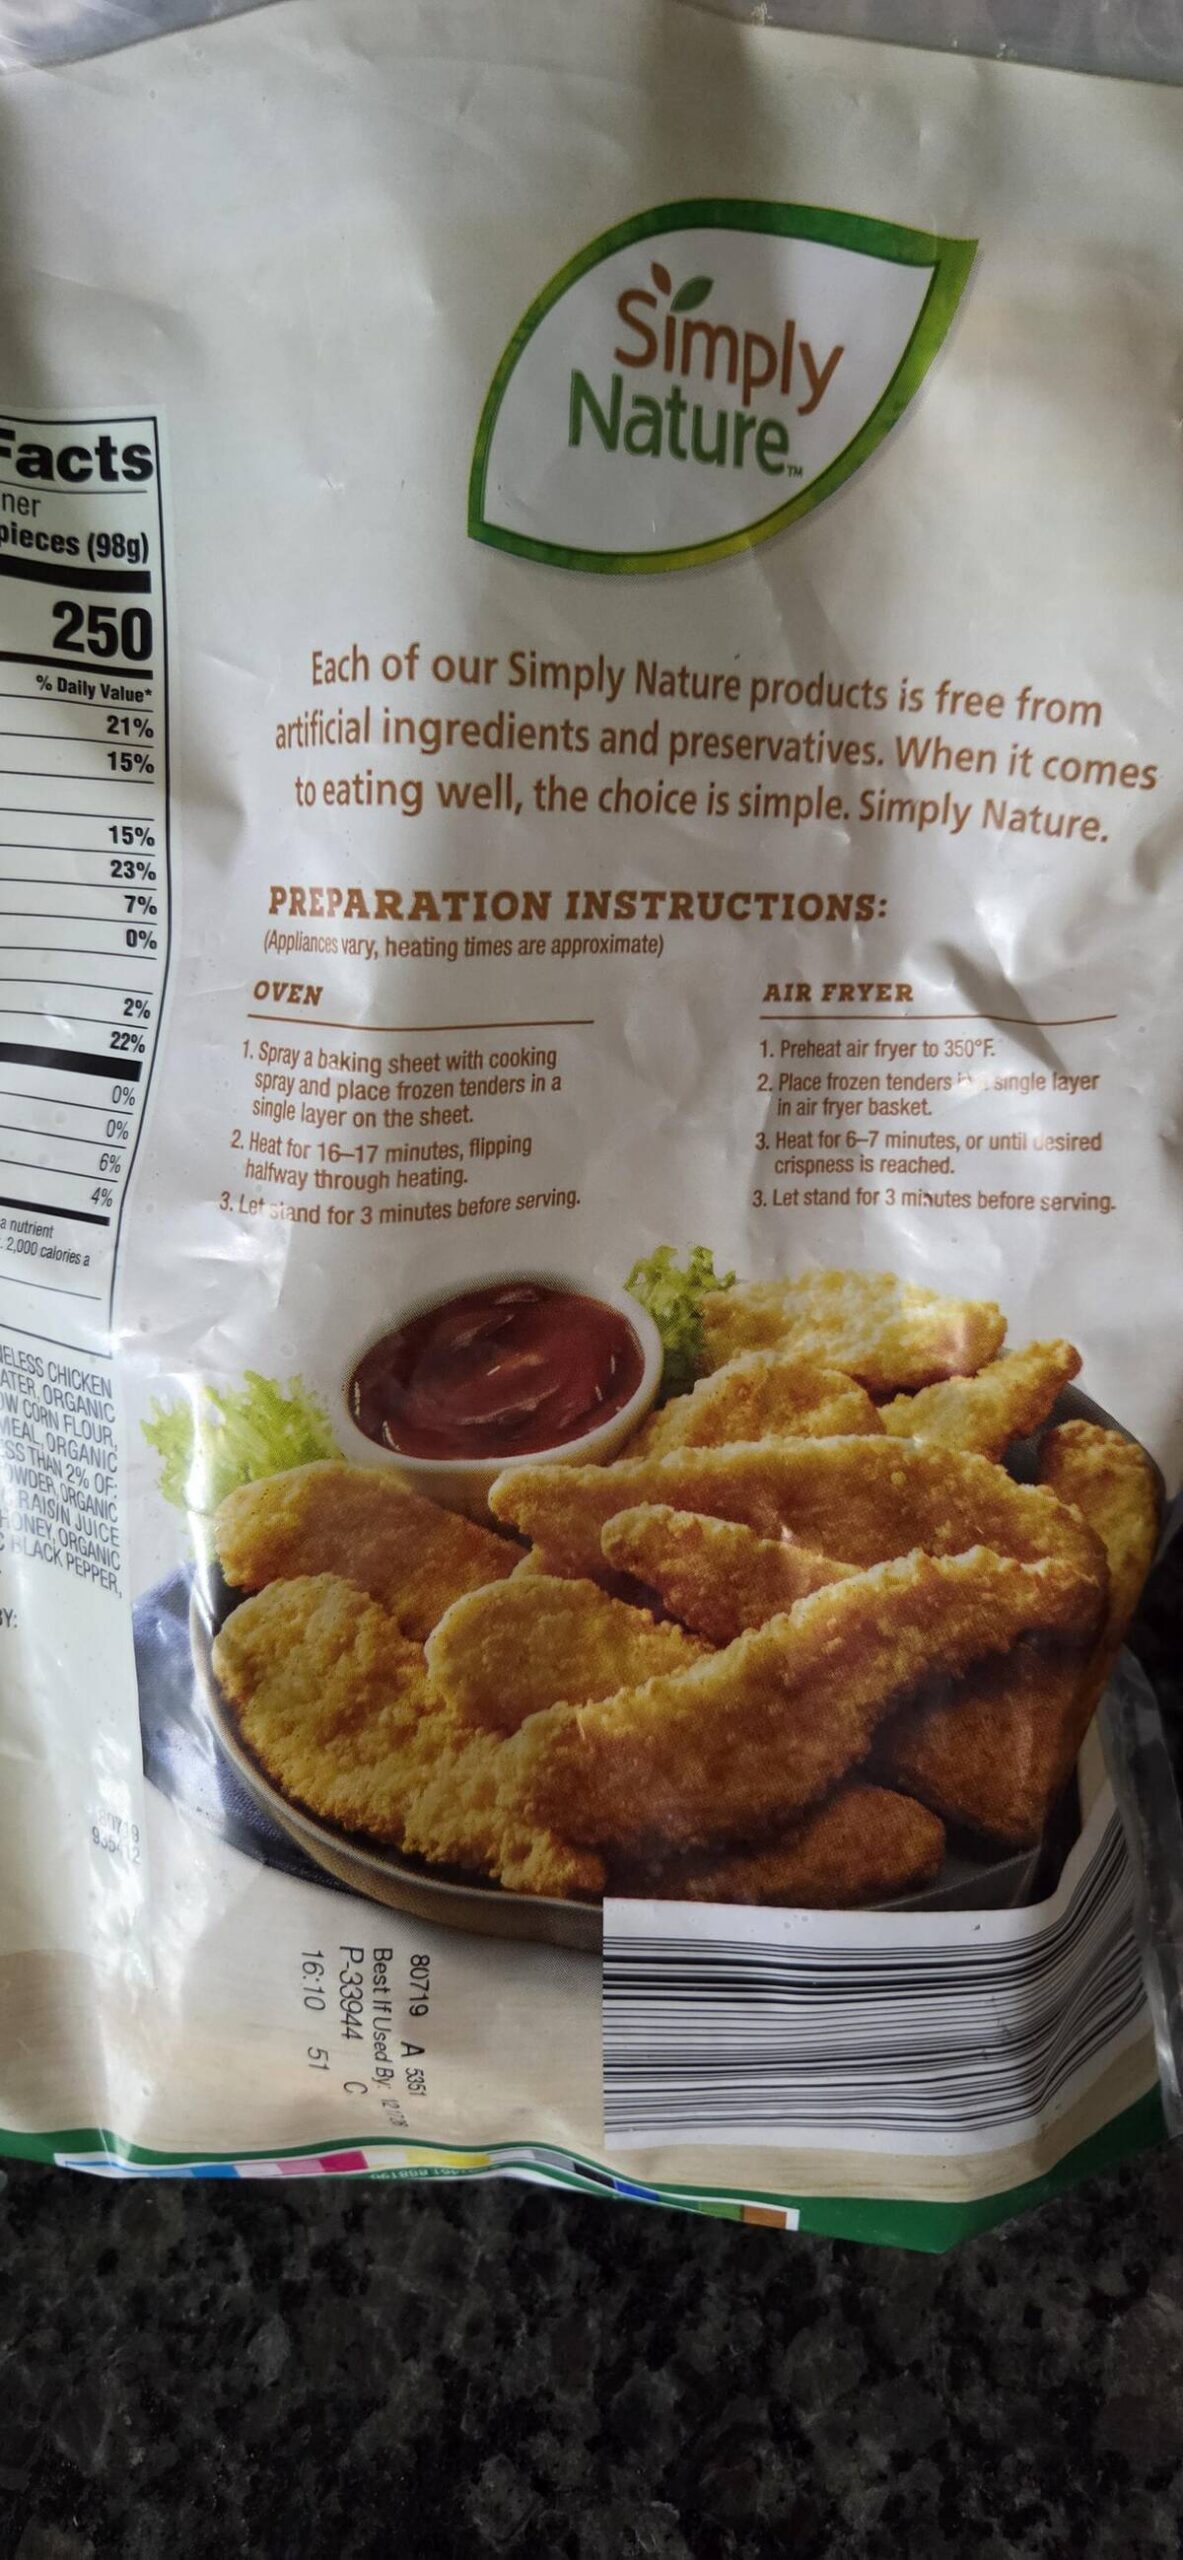 Simply
Nature™
Facts
pieces (98g)
250
% Daily Value*
21%
15%
15%
23%
7%
0%
2%
22%
0%
0%
6%
4%
a nutrient
2,000 calories a
CHICKEN
ORGANIC
CORN FLOUR,
ORGANIC
THAN 2% OF:
ORGANIC
RAISIN JUICE
HONEY, ORGANIC
BLACK PEPPER,
Each of our Simply Nature products is free from
artificial ingredients and preservatives. When it comes
to eating well, the choice is simple. Simply Nature.
PREPARATION INSTRUCTIONS:
(Appliances vary, heating times are approximate)
OVEN
1. Spray a baking sheet with cooking
spray and place frozen tenders in a
single layer on the sheet.
2. Heat for 16–17 minutes, flipping
halfway through heating.
3. Let stand for 3 minutes before serving.
AIR FRYER
1. Preheat air fryer to 350°F.
2. Place frozen tenders in a single layer
in air fryer basket.
3. Heat for 6–7 minutes, or until desired
crispness is reached.
3. Let stand for 3 minutes before serving.
80719 A 5351
Best If Used By:
P-33944 C
16:10 51